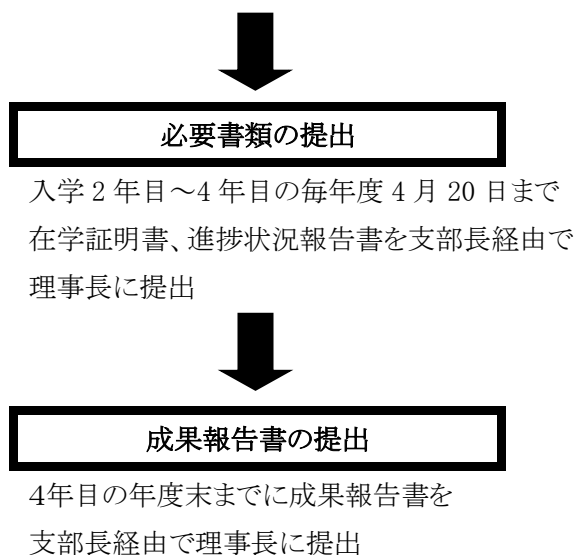 必要書類の提出
入学 2 年目～4 年目の毎年度 4 月 20 日まで
在学証明書、進捗状況報告書を支部長経由で
理事長に提出
成果報告書の提出
4年目の年度末までに成果報告書を
支部長経由で理事長に提出